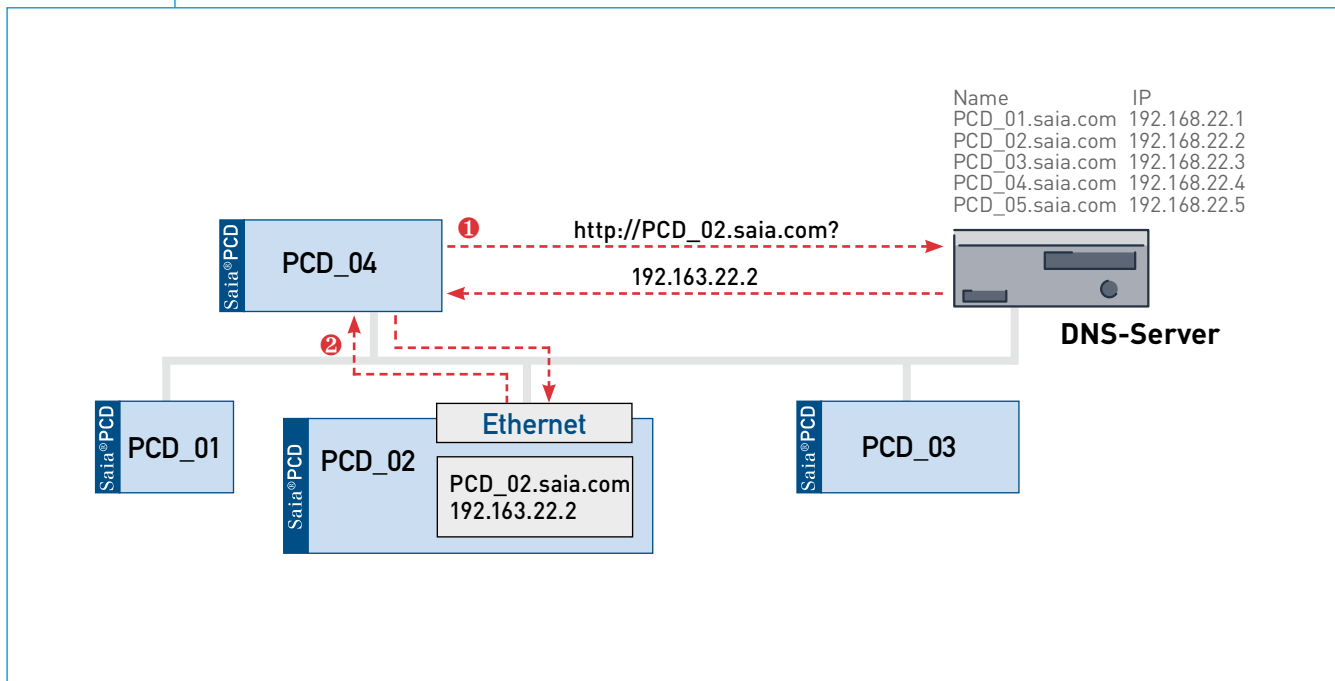 Name IP
PCD_01.saia.com 192.168.22.1
PCD_02.saia.com 192.168.22.2
PCD_03.saia.com 192.168.22.3
PCD_04.saia.com 192.168.22.4
PCD_05.saia.com 192.168.22.5
Saia®PCD
PCD_04
❶
http://PCD_02.saia.com?
192.163.22.2
DNS-Server
❷
Saia®PCD
PCD_01
Saia®PCD
PCD_02
Ethernet
PCD_02.saia.com
192.163.22.2
Saia®PCD
PCD_03